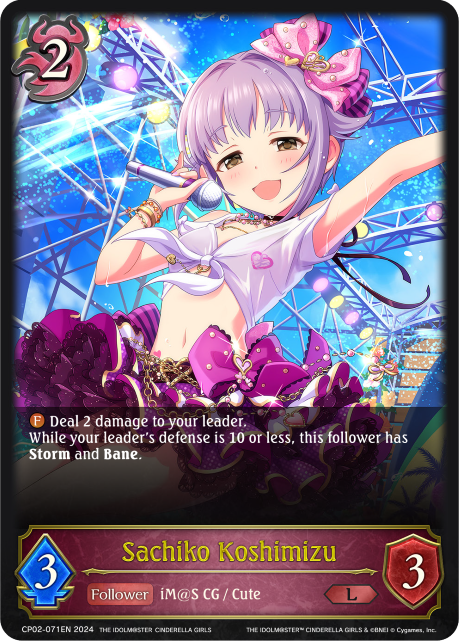 2
F Deal 2 damage to your leader.
While your leader's defense is 10 or less, this follower has
Storm and Bane.
Sachiko Koshimizu
3
Follower iM@S CG / Cute
L
3
CP02-071EN 2024 THE IDOLM@STER CINDERELLA GIRLS THE IDOLM@STER™ CINDERELLA GIRLS & ©BNEI © Cygames, Inc.